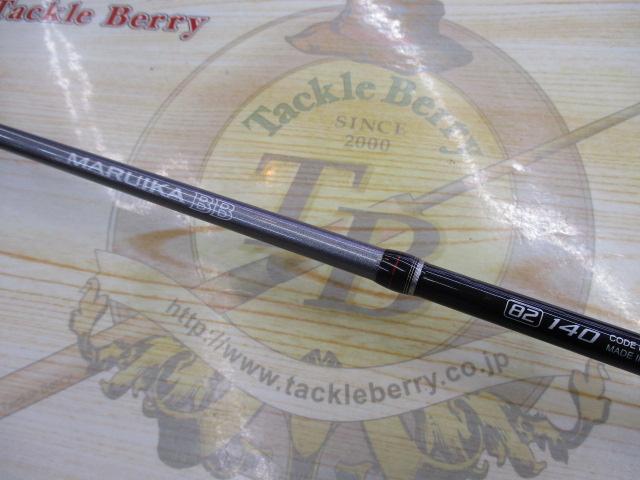 Tackle Berry
Tackle Berry
SINCE
2000
TB
MARUIKA BB
82 140
CODE
MADE
http://www.tackleberry.co.jp